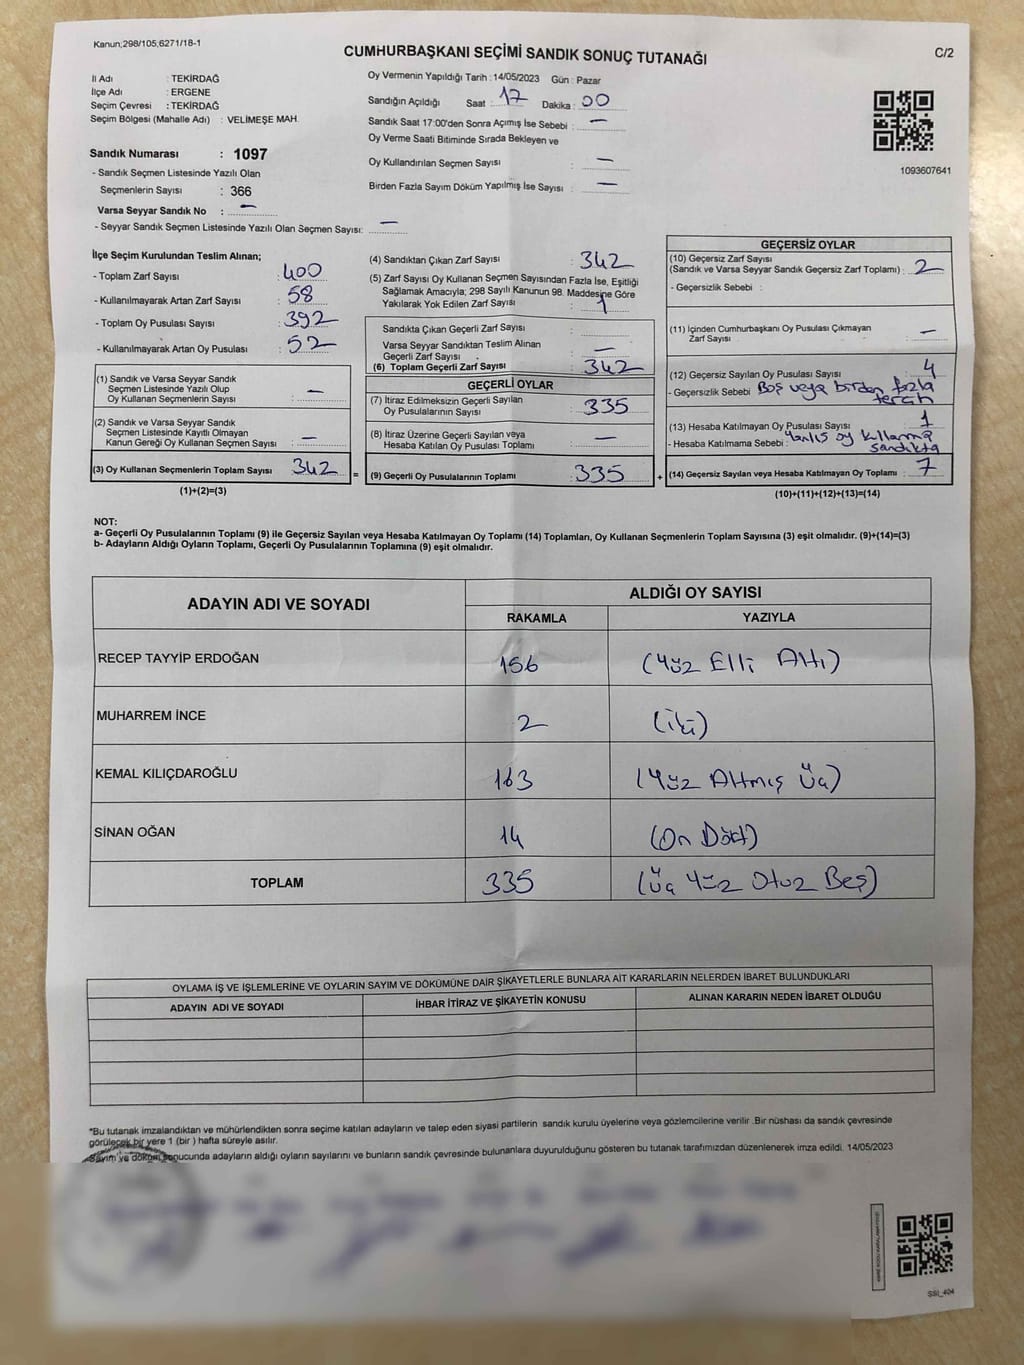 Kanun;298/105;6271/18-1
CUMHURBAŞKANI SEÇİMİ SANDIK SONUÇ TUTANAĞI
C/2
İl Adı : TEKİRDAĞ
İlçe Adı : ERGENE
Seçim Çevresi : TEKİRDAĞ
Seçim Bölgesi (Mahalle Adı) : VELİMEŞE MAH.
Sandık Numarası : 1097
- Sandık Seçmen Listesinde Yazılı Olan
Seçmenlerin Sayısı : 366
Varsa Seyyar Sandık No : —
- Seyyar Sandık Seçmen Listesinde Yazılı Olan Seçmen Sayısı: —
Oy Vermenin Yapıldığı Tarih : 14/05/2023 Gün : Pazar
Sandığın Açıldığı Saat : 17 Dakika : 00
Sandık Saat 17:00'den Sonra Açımış İse Sebebi : —
Oy Verme Saati Bitiminde Sırada Bekleyen ve
Oy Kullandırılan Seçmen Sayısı : —
Birden Fazla Sayım Döküm Yapılmış İse Sayısı : —
1093607641
İlçe Seçim Kurulundan Teslim Alınan;
- Toplam Zarf Sayısı : 400
- Kullanılmayarak Artan Zarf Sayısı : 58
- Toplam Oy Pusulası Sayısı : 392
- Kullanılmayarak Artan Oy Pusulası : 52
(1) Sandık ve Varsa Seyyar Sandık
Seçmen Listesinde Yazılı Olup
Oy Kullanan Seçmenlerin Sayısı : —
(2) Sandık ve Varsa Seyyar Sandık
Seçmen Listesinde Kayıtlı Olmayan
Kanun Gereği Oy Kullanan Seçmen Sayısı : —
(3) Oy Kullanan Seçmenlerin Toplam Sayısı 342 =
(1)+(2)=(3)
(4) Sandıktan Çıkan Zarf Sayısı : 342
(5) Zarf Sayısı Oy Kullanan Seçmen Sayısından Fazla İse, Eşitliği
Sağlamak Amacıyla; 298 Sayılı Kanunun 98. Maddesine Göre
Yakılarak Yok Edilen Zarf Sayısı : 1
Sandıkta Çıkan Geçerli Zarf Sayısı :
Varsa Seyyar Sandıktan Teslim Alınan
Geçerli Zarf Sayısı : —
(6) Toplam Geçerli Zarf Sayısı : 342
GEÇERLİ OYLAR
(7) İtiraz Edilmeksizin Geçerli Sayılan
Oy Pusulalarının Sayısı : 335
(8) İtiraz Üzerine Geçerli Sayılan veya
Hesaba Katılan Oy Pusulası Toplamı : —
(9) Geçerli Oy Pusulalarının Toplamı : 335 +
GEÇERSİZ OYLAR
(10) Geçersiz Zarf Sayısı
(Sandık ve Varsa Seyyar Sandık Geçersiz Zarf Toplamı) : 2
- Geçersizlik Sebebi :
(11) İçinden Cumhurbaşkanı Oy Pusulası Çıkmayan
Zarf Sayısı : —
(12) Geçersiz Sayılan Oy Pusulası Sayısı : 4
- Geçersizlik Sebebi Boş veya birden fazla
tercih
(13) Hesaba Katılmayan Oy Pusulası Sayısı : 1
- Hesaba Katılmama Sebebi : Yanlış oy kullanma
sandıkta
(14) Geçersiz Sayılan veya Hesaba Katılmayan Oy Toplamı : 7
(10)+(11)+(12)+(13)=(14)
NOT:
a- Geçerli Oy Pusulalarının Toplamı (9) ile Geçersiz Sayılan veya Hesaba Katılmayan Oy Toplamı (14) Toplamları, Oy Kullanan Seçmenlerin Toplam Sayısına (3) eşit olmalıdır. (9)+(14)=(3)
b- Adayların Aldığı Oyların Toplamı, Geçerli Oy Pusulalarının Toplamına (9) eşit olmalıdır.
ADAYIN ADI VE SOYADI
ALDIĞI OY SAYISI
RAKAMLA YAZIYLA
RECEP TAYYİP ERDOĞAN 156 (Yüz Elli Altı)
MUHARREM İNCE 2 (iki)
KEMAL KILIÇDAROĞLU 163 (Yüz Altmış Üç)
SİNAN OĞAN 14 (On Dört)
TOPLAM 335 (Üç Yüz Otuz Beş)
OYLAMA İŞ VE İŞLEMLERİNE VE OYLARIN SAYIM VE DÖKÜMÜNE DAİR ŞİKAYETLERLE BUNLARA AİT KARARLARIN NELERDEN İBARET BULUNDUKLARI
ADAYIN ADI VE SOYADI İHBAR İTİRAZ VE ŞİKAYETİN KONUSU ALINAN KARARIN NEDEN İBARET OLDUĞU
*Bu tutanak imzalandıktan ve mühürlendikten sonra seçime katılan adayların ve talep eden siyasi partilerin sandık kurulu üyelerine veya gözlemcilerine verilir .Bir nüshası da sandık çevresinde
görülecek bir yere 1 (bir ) hafta süreyle asılır.
Sayım ve döküm sonucunda adayların aldığı oyların sayılarını ve bunların sandık çevresinde bulunanlara duyurulduğunu gösteren bu tutanak tarafımızdan düzenlenerek imza edildi. 14/05/2023
SSI_404